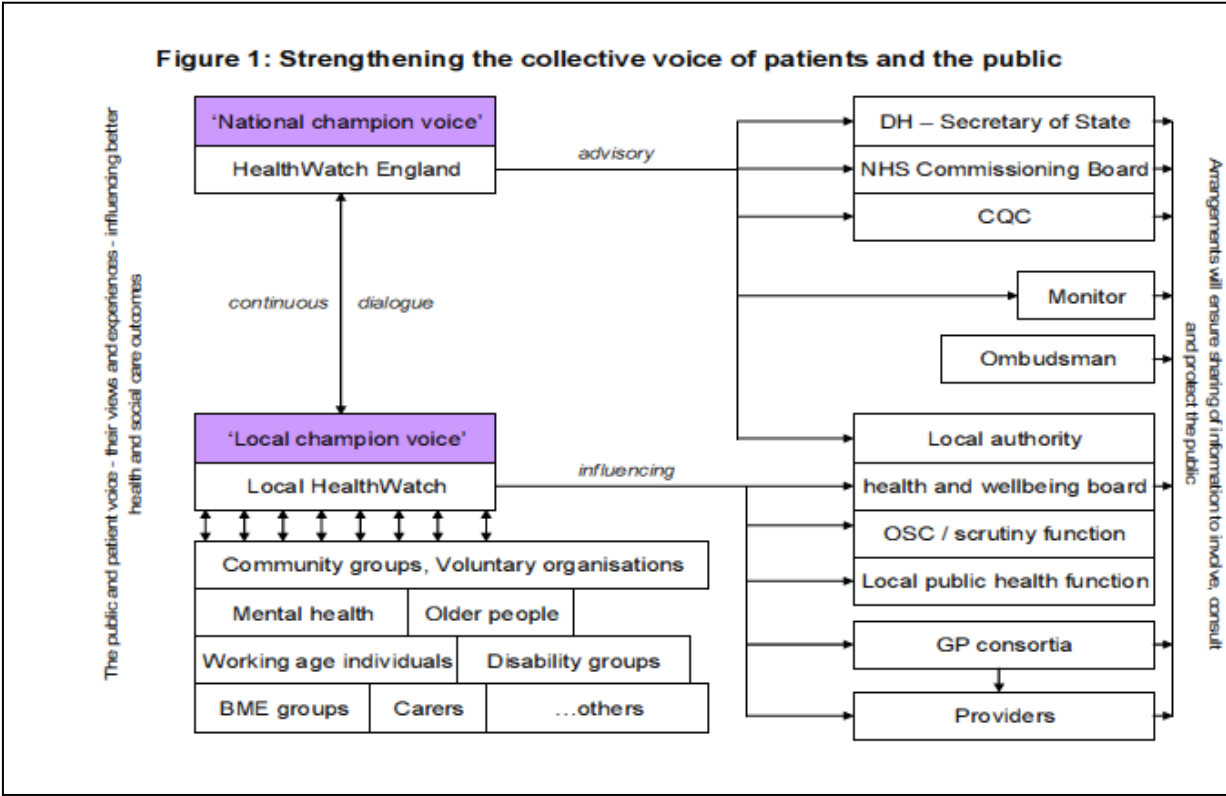 Figure 1: Strengthening the collective voice of patients and the public
The public and patient voice - their views and experiences - influencing better
health and social care outcomes
‘National champion voice’
HealthWatch England
advisory
continuous dialogue
‘Local champion voice’
Local HealthWatch
influencing
Community groups, Voluntary organisations
Mental health
Older people
Working age individuals
Disability groups
BME groups
Carers
...others
DH – Secretary of State
NHS Commissioning Board
CQC
Monitor
Ombudsman
Local authority
health and wellbeing board
OSC / scrutiny function
Local public health function
GP consortia
Providers
Arrangements will ensure sharing of information to involve, consult
and protect the public